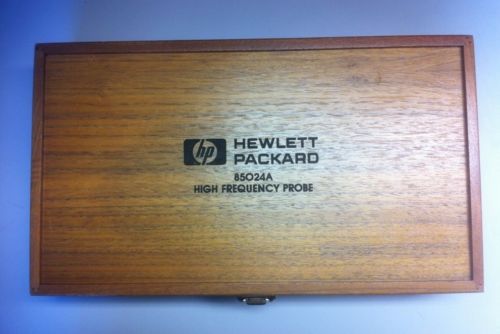 hp HEWLETT
PACKARD
85024A
HIGH FREQUENCY PROBE